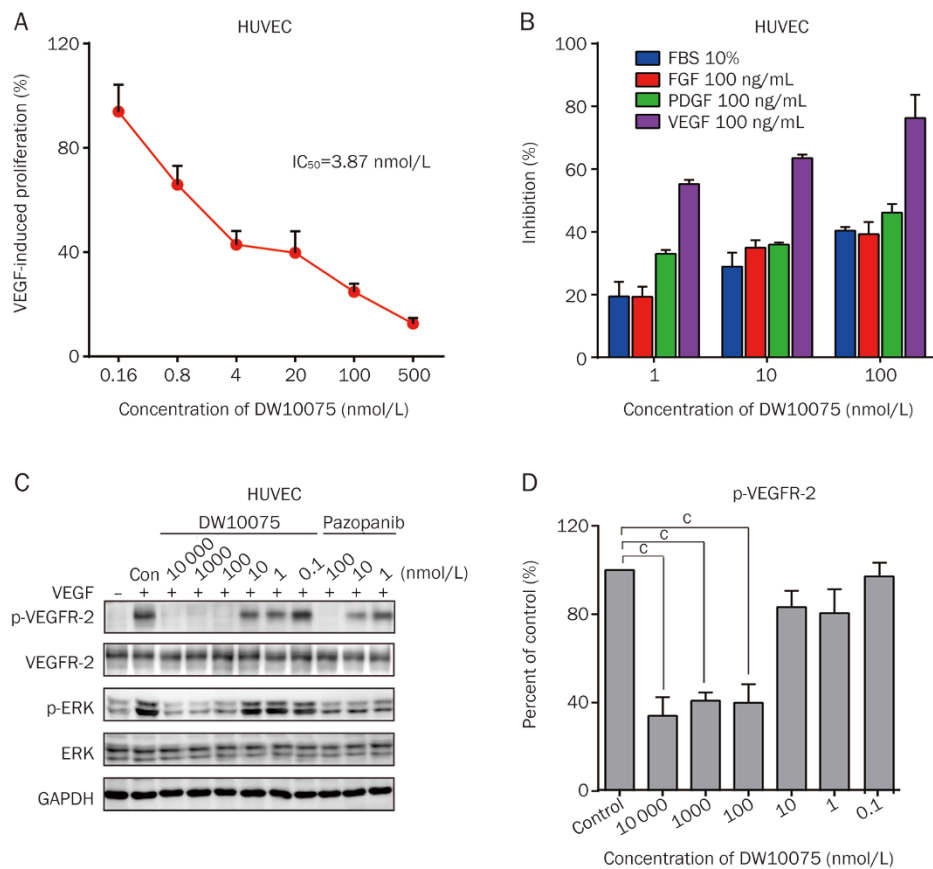 A
HUVEC
VEGF-induced proliferation (%)
120
80
40
0
IC50=3.87 nmol/L
0.16 0.8 4 20 100 500
Concentration of DW10075 (nmol/L)
B
HUVEC
Inhibition (%)
100
80
60
40
20
0
FBS 10%
FGF 100 ng/mL
PDGF 100 ng/mL
VEGF 100 ng/mL
1 10 100
Concentration of DW10075 (nmol/L)
C
HUVEC
DW10075 Pazopanib
Con 10 000 1000 100 10 1 0.1 100 10 1 (nmol/L)
– + + + + VEGF + + + + + +
p-VEGFR-2
VEGFR-2
p-ERK
ERK
GAPDH
D
p-VEGFR-2
Percent of control (%)
120
80
40
0
c
c
c
Control 10 000 1000 100 10 1 0.1
Concentration of DW10075 (nmol/L)